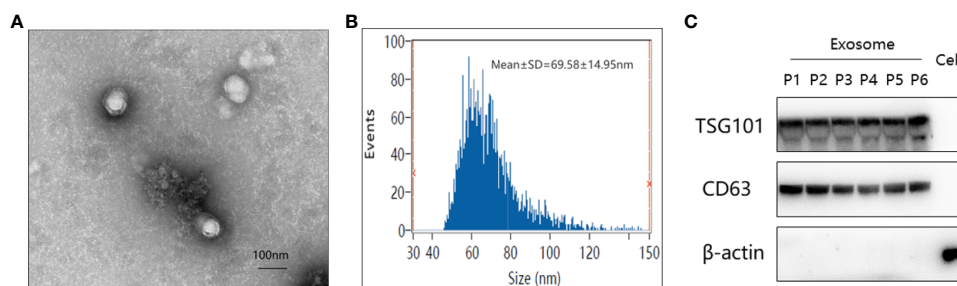 A
100nm
B
Mean±SD=69.58±14.95nm
Events
100
80
60
40
20
0
30 40 60 80 100 120 150
Size (nm)
C
Exosome
Cel
P1 P2 P3 P4 P5 P6
TSG101
CD63
β-actin